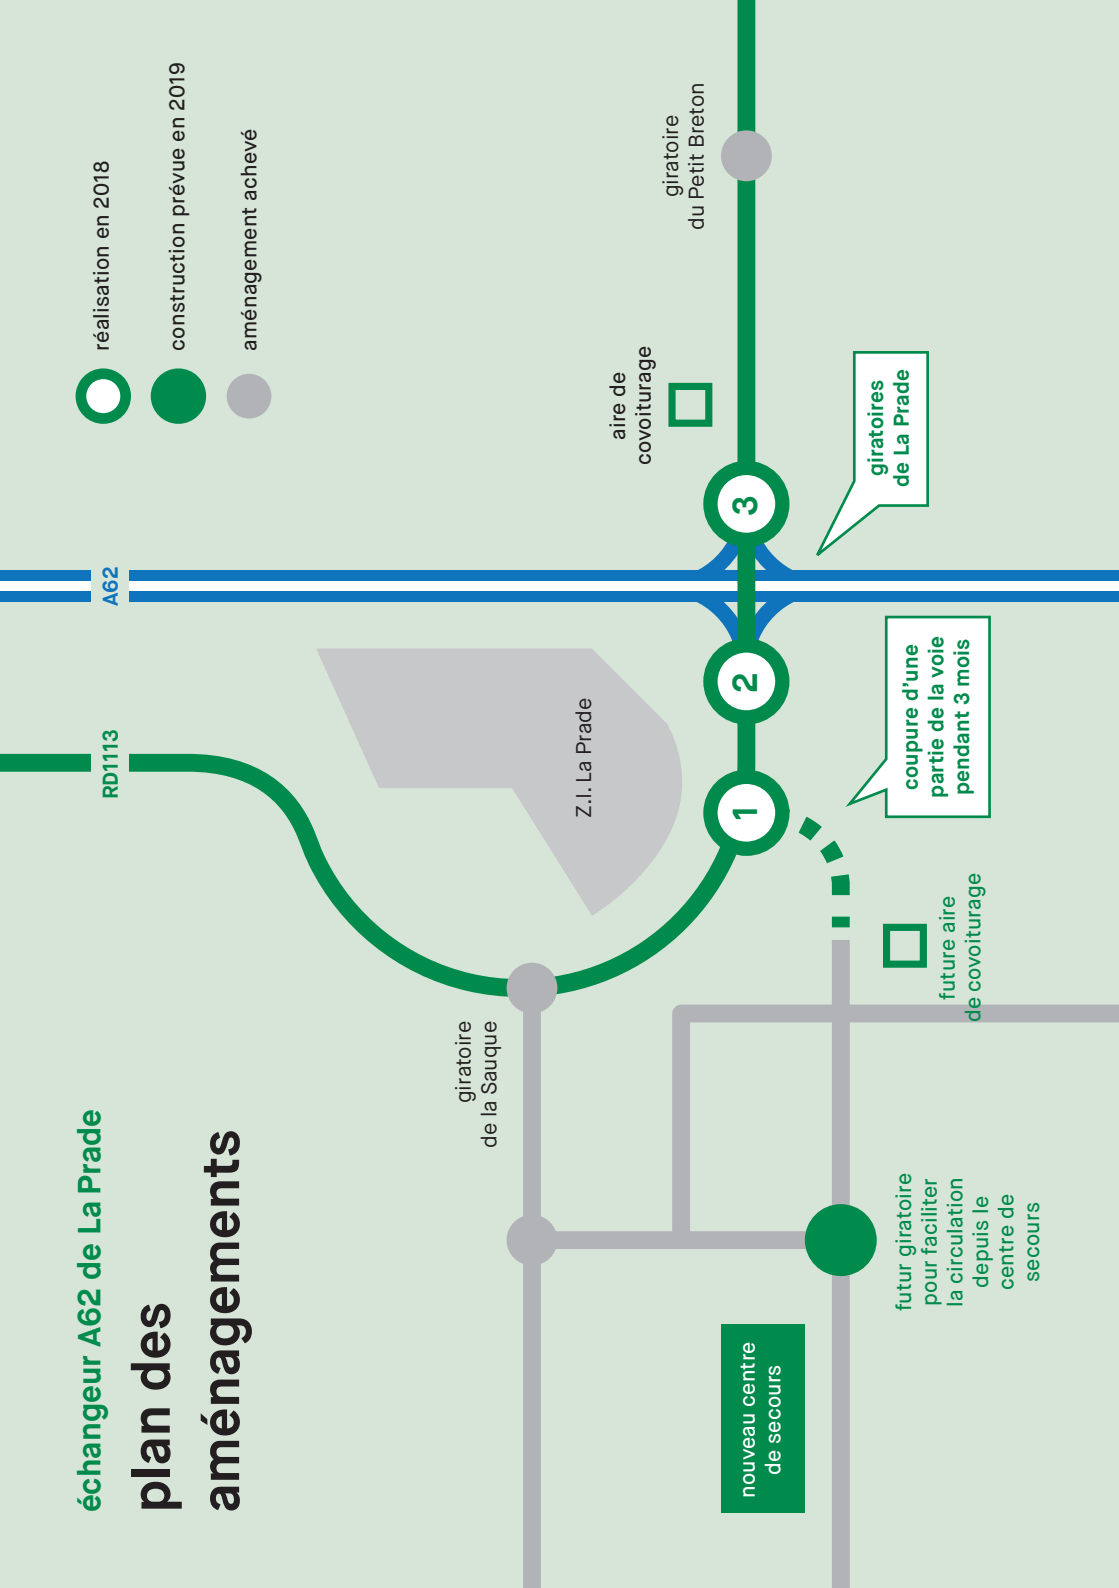 échangeur A62 de La Prade
plan des
aménagements
réalisation en 2018
construction prévue en 2019
aménagement achevé
RD1113
A62
giratoire
de la Sauque
Z.I. La Prade
aire de
covoiturage
giratoire
du Petit Breton
1
2
3
nouveau centre
de secours
futur giratoire
pour faciliter
la circulation
depuis le
centre de
secours
future aire
de covoiturage
coupure d'une
partie de la voie
pendant 3 mois
giratoires
de La Prade